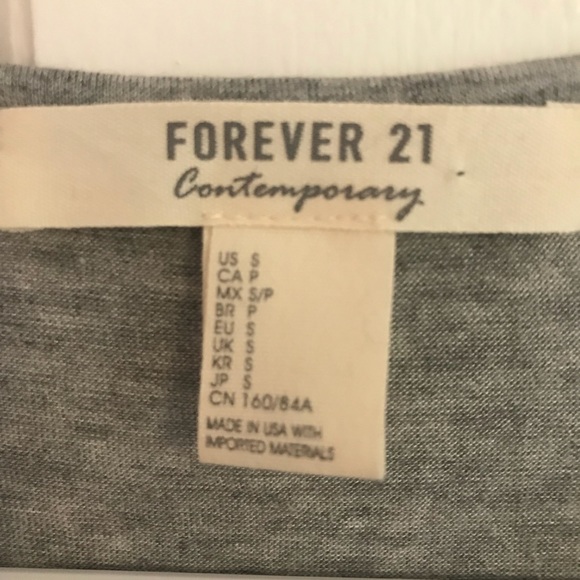 FOREVER 21
Contemporary
US S
CA P
MX S/P
BR P
EU S
UK S
KR S
JP S
CN 160/84A
MADE IN USA WITH
IMPORTED MATERIALS